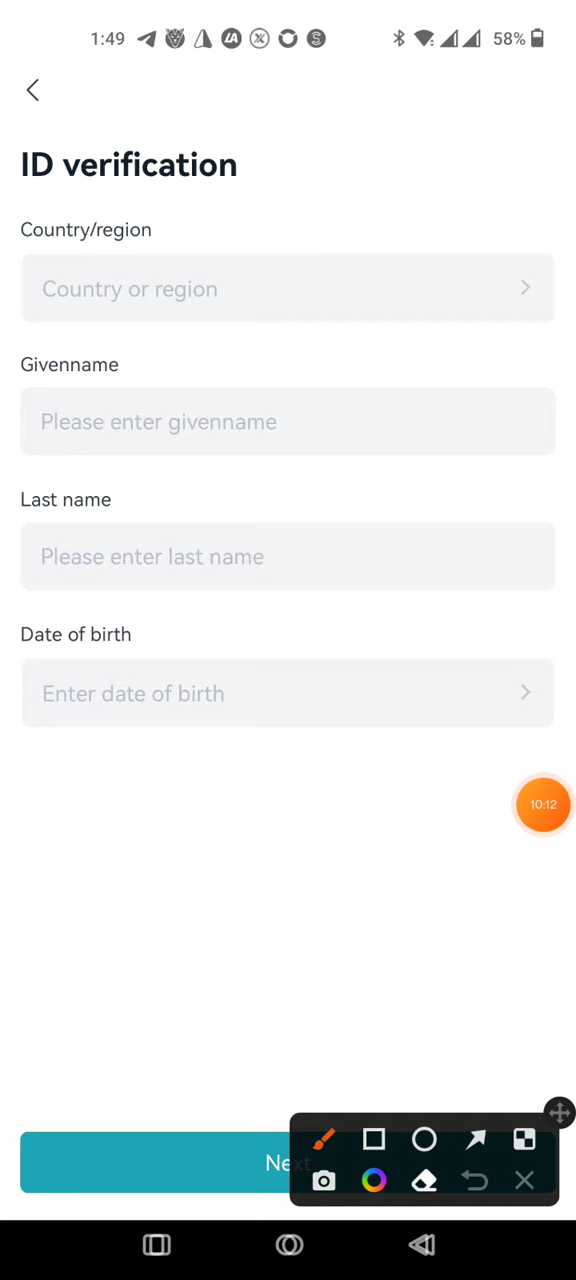 1:49 58%
ID verification
Country/region
Country or region
Givenname
Please enter givenname
Last name
Please enter last name
Date of birth
Enter date of birth
10:12
Next